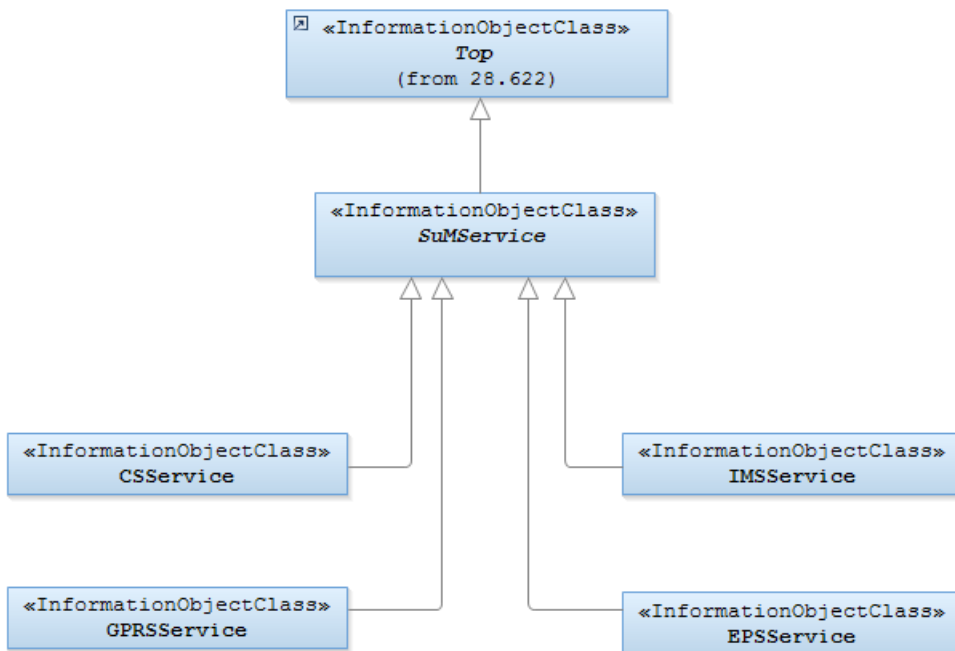 «InformationObjectClass»
Top
(from 28.622)
«InformationObjectClass»
SuMService
«InformationObjectClass»
CSService
«InformationObjectClass»
IMSService
«InformationObjectClass»
GPRSService
«InformationObjectClass»
EPSService